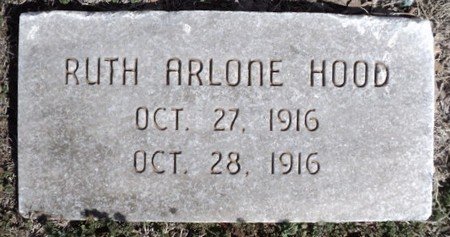 RUTH ARLONE HOOD
OCT. 27, 1916
OCT. 28, 1916